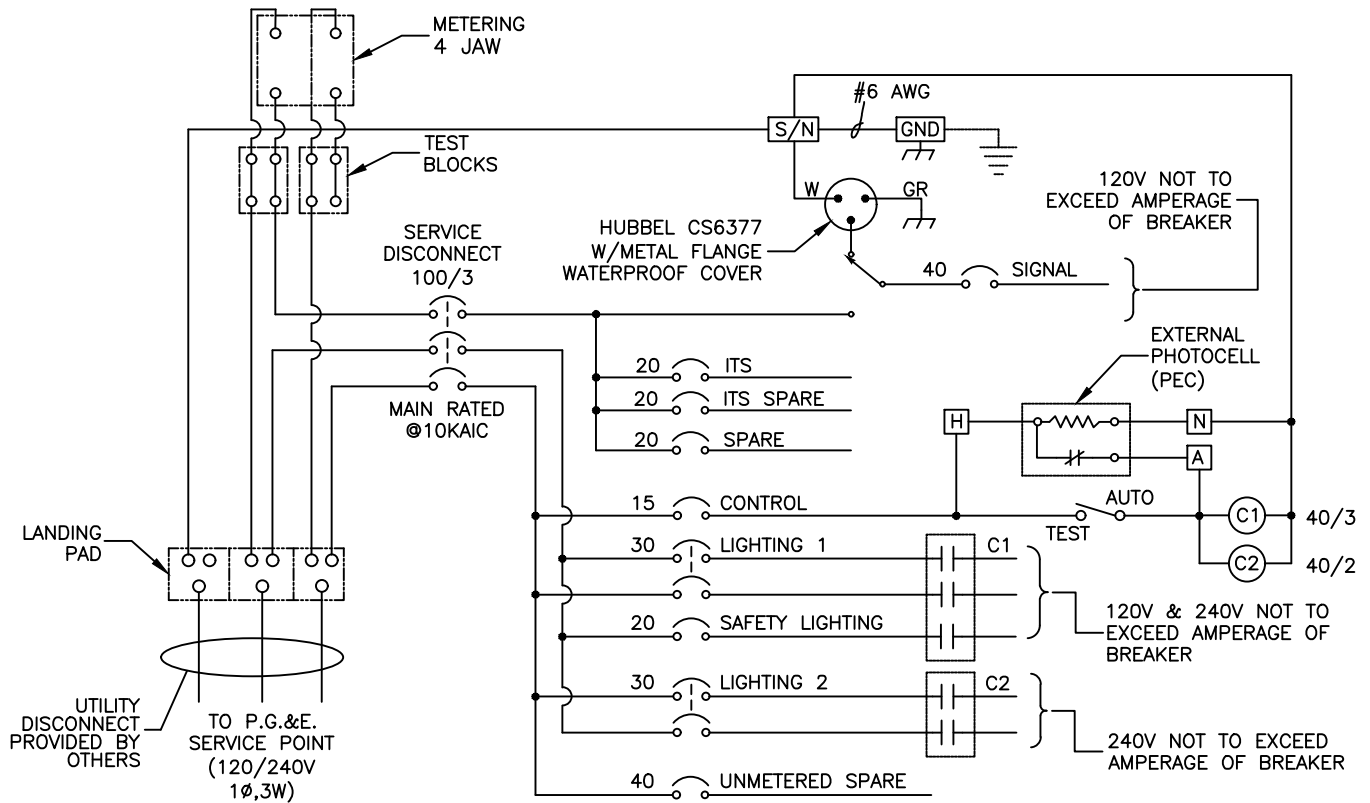 METERING
4 JAW
#6 AWG
S/N
GND
TEST
BLOCKS
W
GR
120V NOT TO
EXCEED AMPERAGE
OF BREAKER
HUBBEL CS6377
W/METAL FLANGE
WATERPROOF COVER
SERVICE
DISCONNECT
100/3
40 SIGNAL
EXTERNAL
PHOTOCELL
(PEC)
20 ITS
20 ITS SPARE
20 SPARE
MAIN RATED
@10KAIC
H
N
A
15 CONTROL
AUTO
TEST
C1
40/3
C2
40/2
LANDING
PAD
30 LIGHTING 1
C1
20 SAFETY LIGHTING
120V & 240V NOT TO
EXCEED AMPERAGE OF
BREAKER
30 LIGHTING 2
C2
240V NOT TO EXCEED
AMPERAGE OF BREAKER
40 UNMETERED SPARE
UTILITY
DISCONNECT
PROVIDED BY
OTHERS
TO P.G.&E.
SERVICE POINT
(120/240V
1Ø,3W)